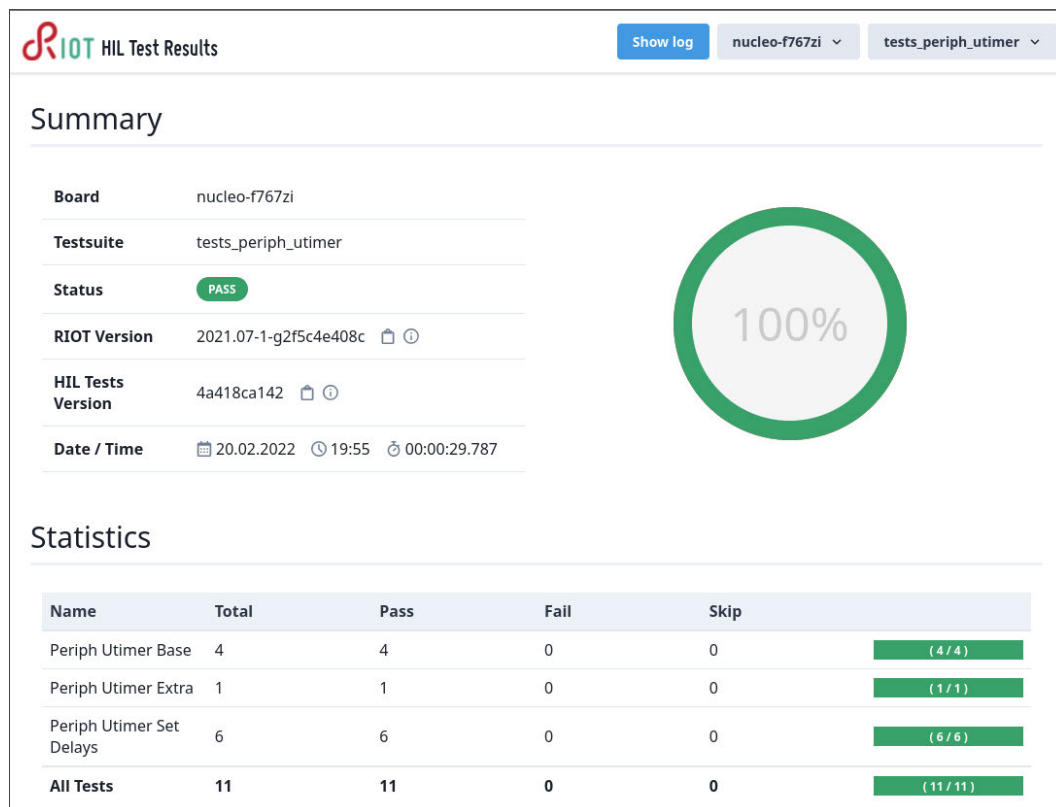 RIOT HIL Test Results Show log nucleo-f767zi tests_periph_utimer
Summary
Board nucleo-f767zi
Testsuite tests_periph_utimer
Status PASS
RIOT Version 2021.07-1-g2f5c4e408c
HIL Tests
Version
4a418ca142
Date / Time 20.02.2022 19:55 00:00:29.787
100%
Statistics
Name Total Pass Fail Skip
Periph Utimer Base 4 4 0 0 ( 4 / 4 )
Periph Utimer Extra 1 1 0 0 ( 1 / 1 )
Periph Utimer Set
Delays
6 6 0 0 ( 6 / 6 )
All Tests 11 11 0 0 ( 11 / 11 )